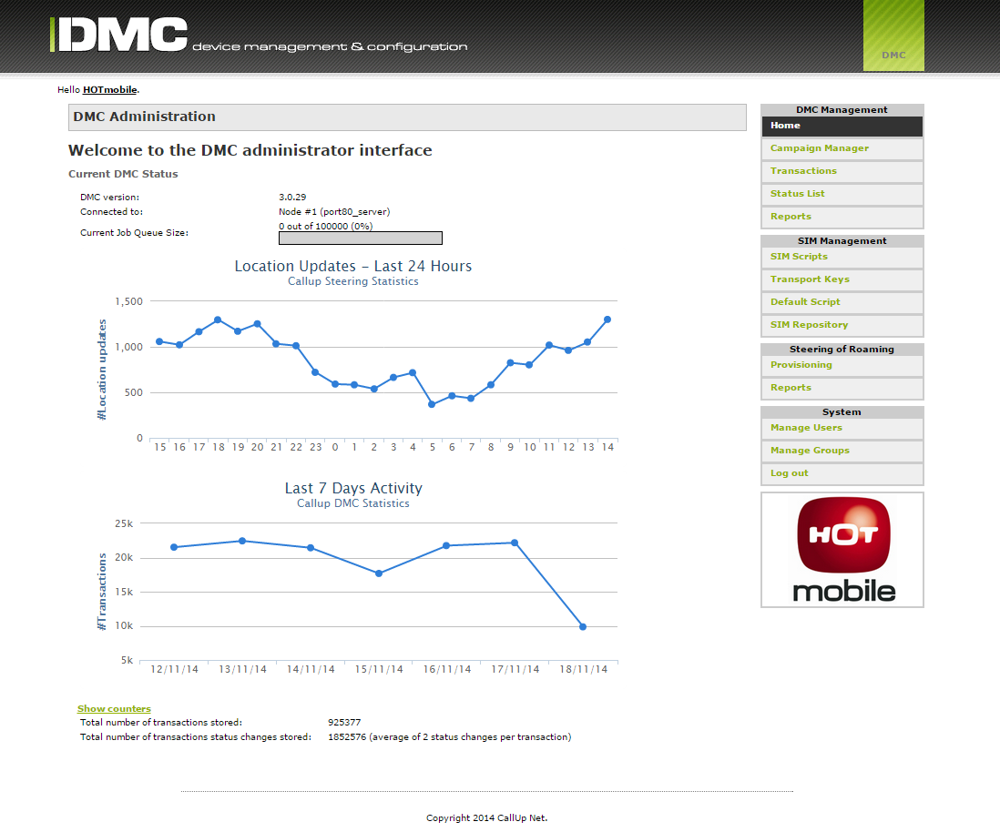 DMC device management & configuration
DMC
Hello HOTmobile.
DMC Administration
Welcome to the DMC administrator interface
Current DMC Status
DMC version: 3.0.29
Connected to: Node #1 (port80_server)
Current Job Queue Size: 0 out of 100000 (0%)
Location Updates – Last 24 Hours
Callup Steering Statistics
#Location updates
1,500
1,000
500
0
15 16 17 18 19 20 21 22 23 0 1 2 3 4 5 6 7 8 9 10 11 12 13 14
Last 7 Days Activity
Callup DMC Statistics
#Transactions
25k
20k
15k
10k
5k
12/11/14 13/11/14 14/11/14 15/11/14 16/11/14 17/11/14 18/11/14
Show counters
Total number of transactions stored: 925377
Total number of transactions status changes stored: 1852576 (average of 2 status changes per transaction)
DMC Management
Home
Campaign Manager
Transactions
Status List
Reports
SIM Management
SIM Scripts
Transport Keys
Default Script
SIM Repository
Steering of Roaming
Provisioning
Reports
System
Manage Users
Manage Groups
Log out
HOT
mobile
Copyright 2014 CallUp Net.